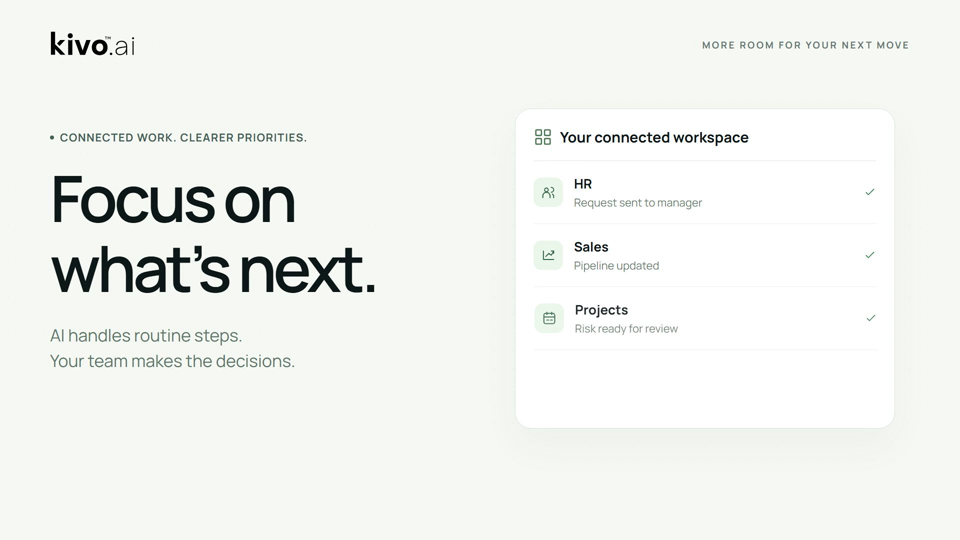 kivo™.ai
MORE ROOM FOR YOUR NEXT MOVE
• CONNECTED WORK. CLEARER PRIORITIES.
Focus on
what’s next.
AI handles routine steps.
Your team makes the decisions.
Your connected workspace
HR
Request sent to manager
Sales
Pipeline updated
Projects
Risk ready for review